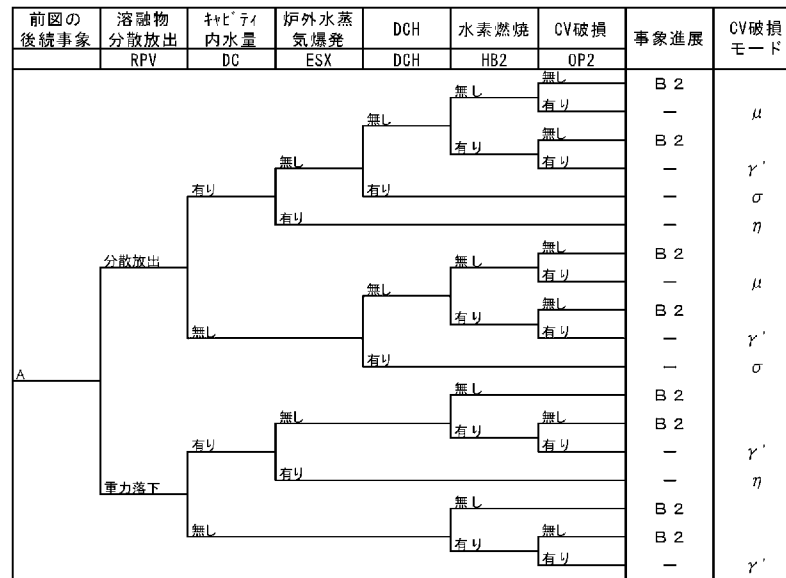 前図の
後続事象
溶融物
分散放出
RPV
ｷｬﾋﾞﾃｨ
内水量
DC
炉外水蒸
気爆発
ESX
DCH
DCH
水素燃焼
HB2
CV破損
OP2
事象進展
CV破損
モード
無し
B 2
無し
有り
－
μ
無し
無し
B 2
有り
無し
有り
－
γ'
有り
有り
－
σ
有り
－
η
分散放出
無し
B 2
無し
有り
－
μ
無し
無し
B 2
有り
無し
有り
－
γ'
有り
－
σ
A
無し
B 2
無し
無し
B 2
有り
有り
有り
－
γ'
重力落下
有り
－
η
無し
B 2
無し
無し
B 2
有り
有り
－
γ'